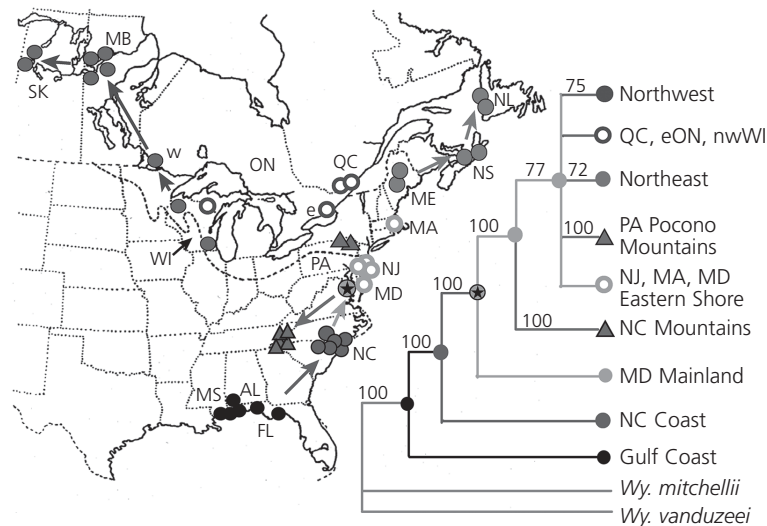 MB
SK
NL
w
ON
QC
NS
ME
e
MA
WI
PA
NJ
MD
NC
MS
AL
FL
75
Northwest
QC, eON, nwWI
77
72
Northeast
100
100
PA Pocono
Mountains
100
NJ, MA, MD
Eastern Shore
100
NC Mountains
100
MD Mainland
100
NC Coast
Gulf Coast
Wy. mitchellii
Wy. vanduzeei